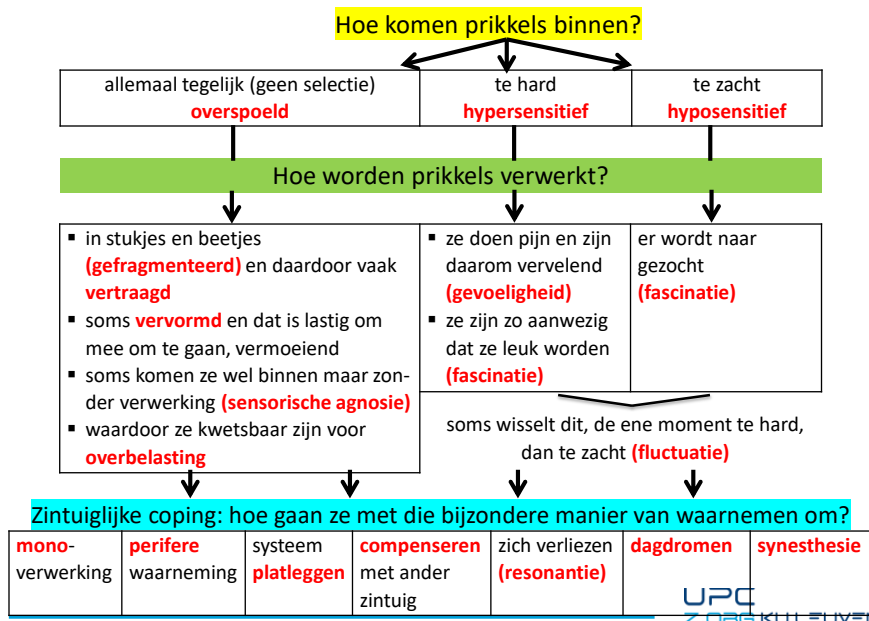 Hoe komen prikkels binnen?
allemaal tegelijk (geen selectie)
overspoeld
te hard
hypersensitief
te zacht
hyposensitief
Hoe worden prikkels verwerkt?
▪ in stukjes en beetjes
(gefragmenteerd) en daardoor vaak
vertraagd
▪ soms vervormd en dat is lastig om
mee om te gaan, vermoeiend
▪ soms komen ze wel binnen maar zon-
der verwerking (sensorische agnosie)
▪ waardoor ze kwetsbaar zijn voor
overbelasting
▪ ze doen pijn en zijn
daarom vervelend
(gevoeligheid)
▪ ze zijn zo aanwezig
dat ze leuk worden
(fascinatie)
er wordt naar
gezocht
(fascinatie)
soms wisselt dit, de ene moment te hard,
dan te zacht (fluctuatie)
Zintuiglijke coping: hoe gaan ze met die bijzondere manier van waarnemen om?
mono-
verwerking
perifere
waarneming
systeem
platleggen
compenseren
met ander
zintuig
zich verliezen
(resonantie)
dagdromen
synesthesie
UPC
Z.ORG KU LEUVEN